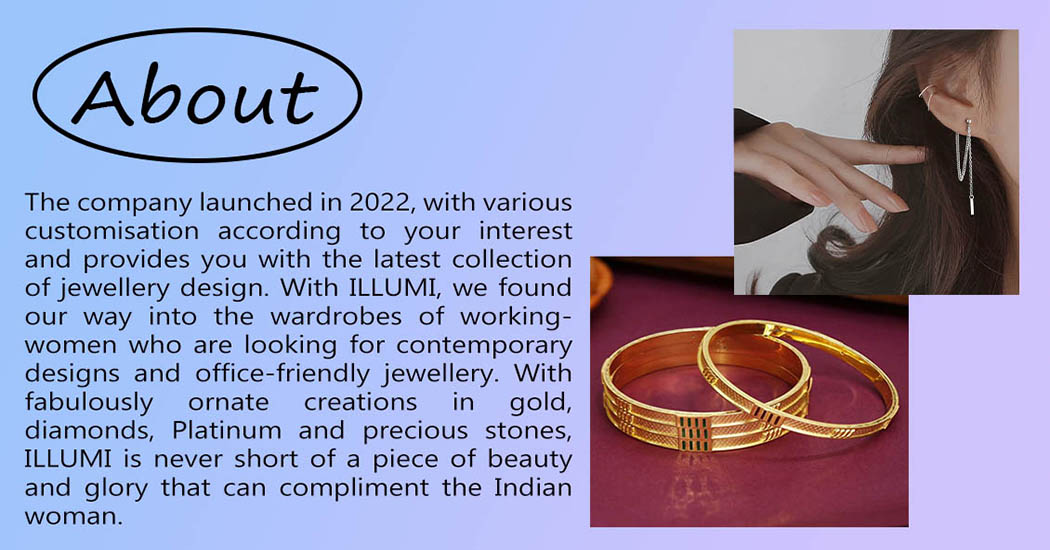 About
The company launched in 2022, with various
customisation according to your interest
and provides you with the latest collection
of jewellery design. With ILLUMI, we found
our way into the wardrobes of working-
women who are looking for contemporary
designs and office-friendly jewellery. With
fabulously ornate creations in gold,
diamonds, Platinum and precious stones,
ILLUMI is never short of a piece of beauty
and glory that can compliment the Indian
woman.